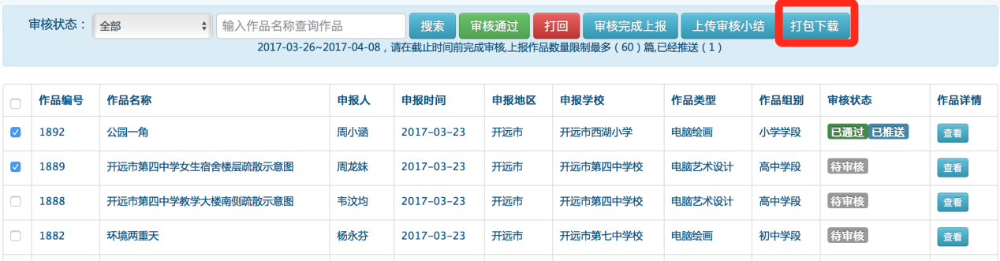 审核状态： 全部 输入作品名称查询作品 搜索 审核通过 打回 审核完成上报 上传审核小结 打包下载
2017-03-26~2017-04-08，请在截止时间前完成审核,上报作品数量限制最多（60）篇,已经推送（1）
作品编号 作品名称 申报人 申报时间 申报地区 申报学校 作品类型 作品组别 审核状态 作品详情
1892 公园一角 周小涵 2017-03-23 开远市 开远市西湖小学 电脑绘画 小学学段 已通过 已推送 查看
1889 开远市第四中学女生宿舍楼层疏散示意图 周龙妹 2017-03-23 开远市 开远市第四中学校 电脑艺术设计 高中学段 待审核 查看
1888 开远市第四中学教学大楼南侧疏散示意图 韦汶均 2017-03-23 开远市 开远市第四中学校 电脑艺术设计 高中学段 待审核 查看
1882 环境两重天 杨永芬 2017-03-23 开远市 开远市第七中学校 电脑绘画 初中学段 待审核 查看